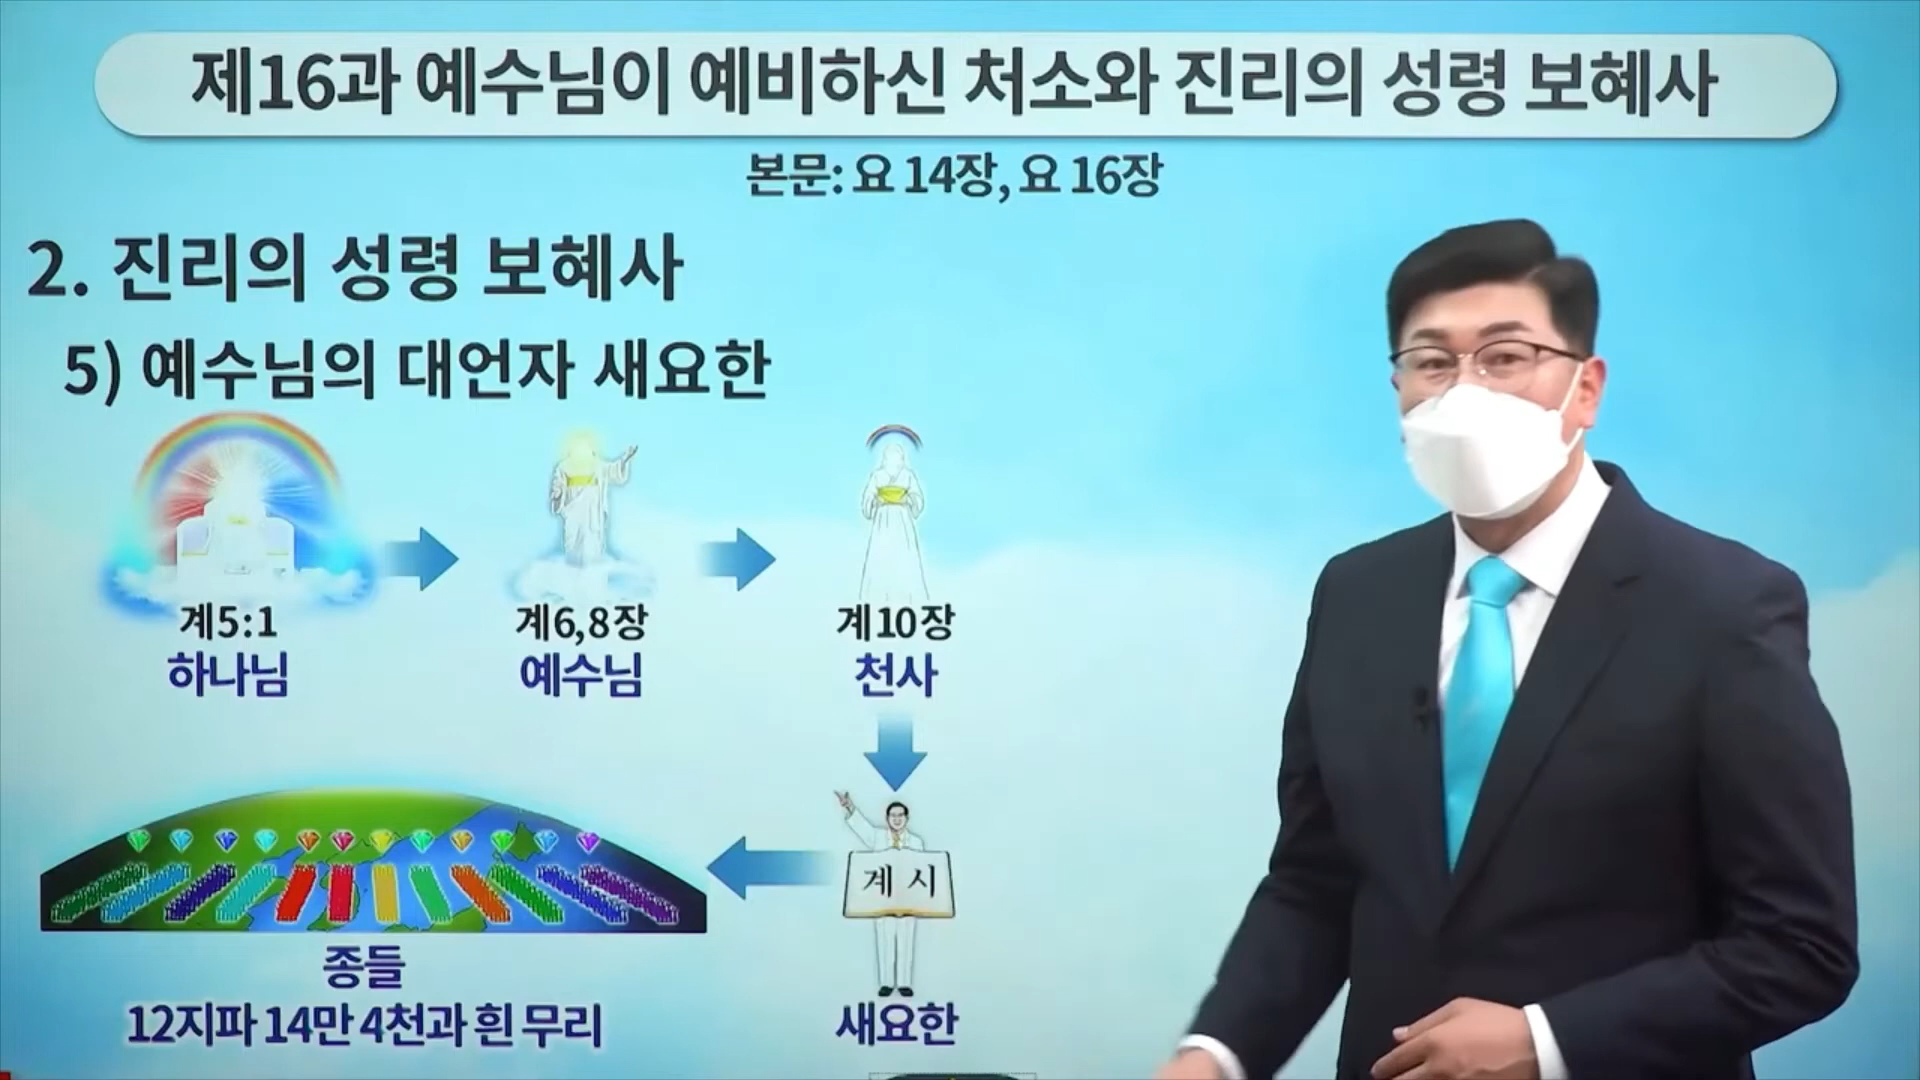 제16과 예수님이 예비하신 처소와 진리의 성령 보혜사
본문: 요 14장, 요 16장
2. 진리의 성령 보혜사
5) 예수님의 대언자 새요한
계5:1
하나님
계6,8장
예수님
계10장
천사
계 시
새요한
종들
12지파 14만 4천과 흰 무리